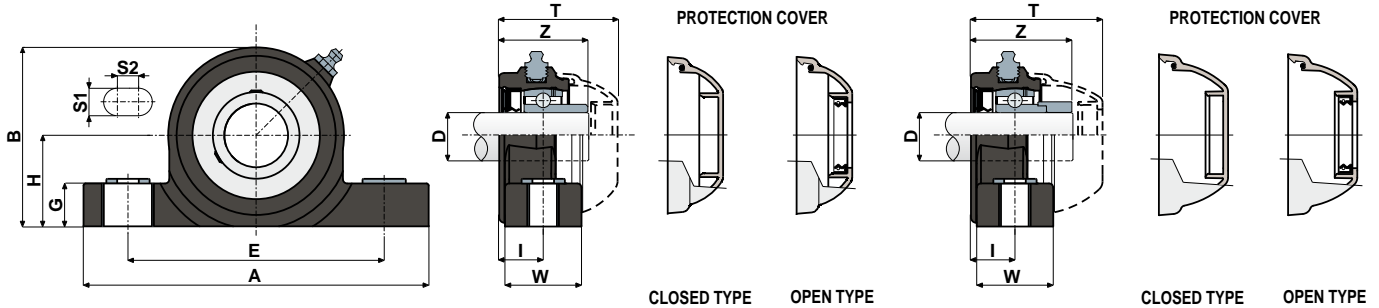 T
Z
PROTECTION COVER
S2
S1
B
H
G
E
A
D
I
W
CLOSED TYPE
OPEN TYPE
T
Z
PROTECTION COVER
D
I
W
CLOSED TYPE
OPEN TYPE